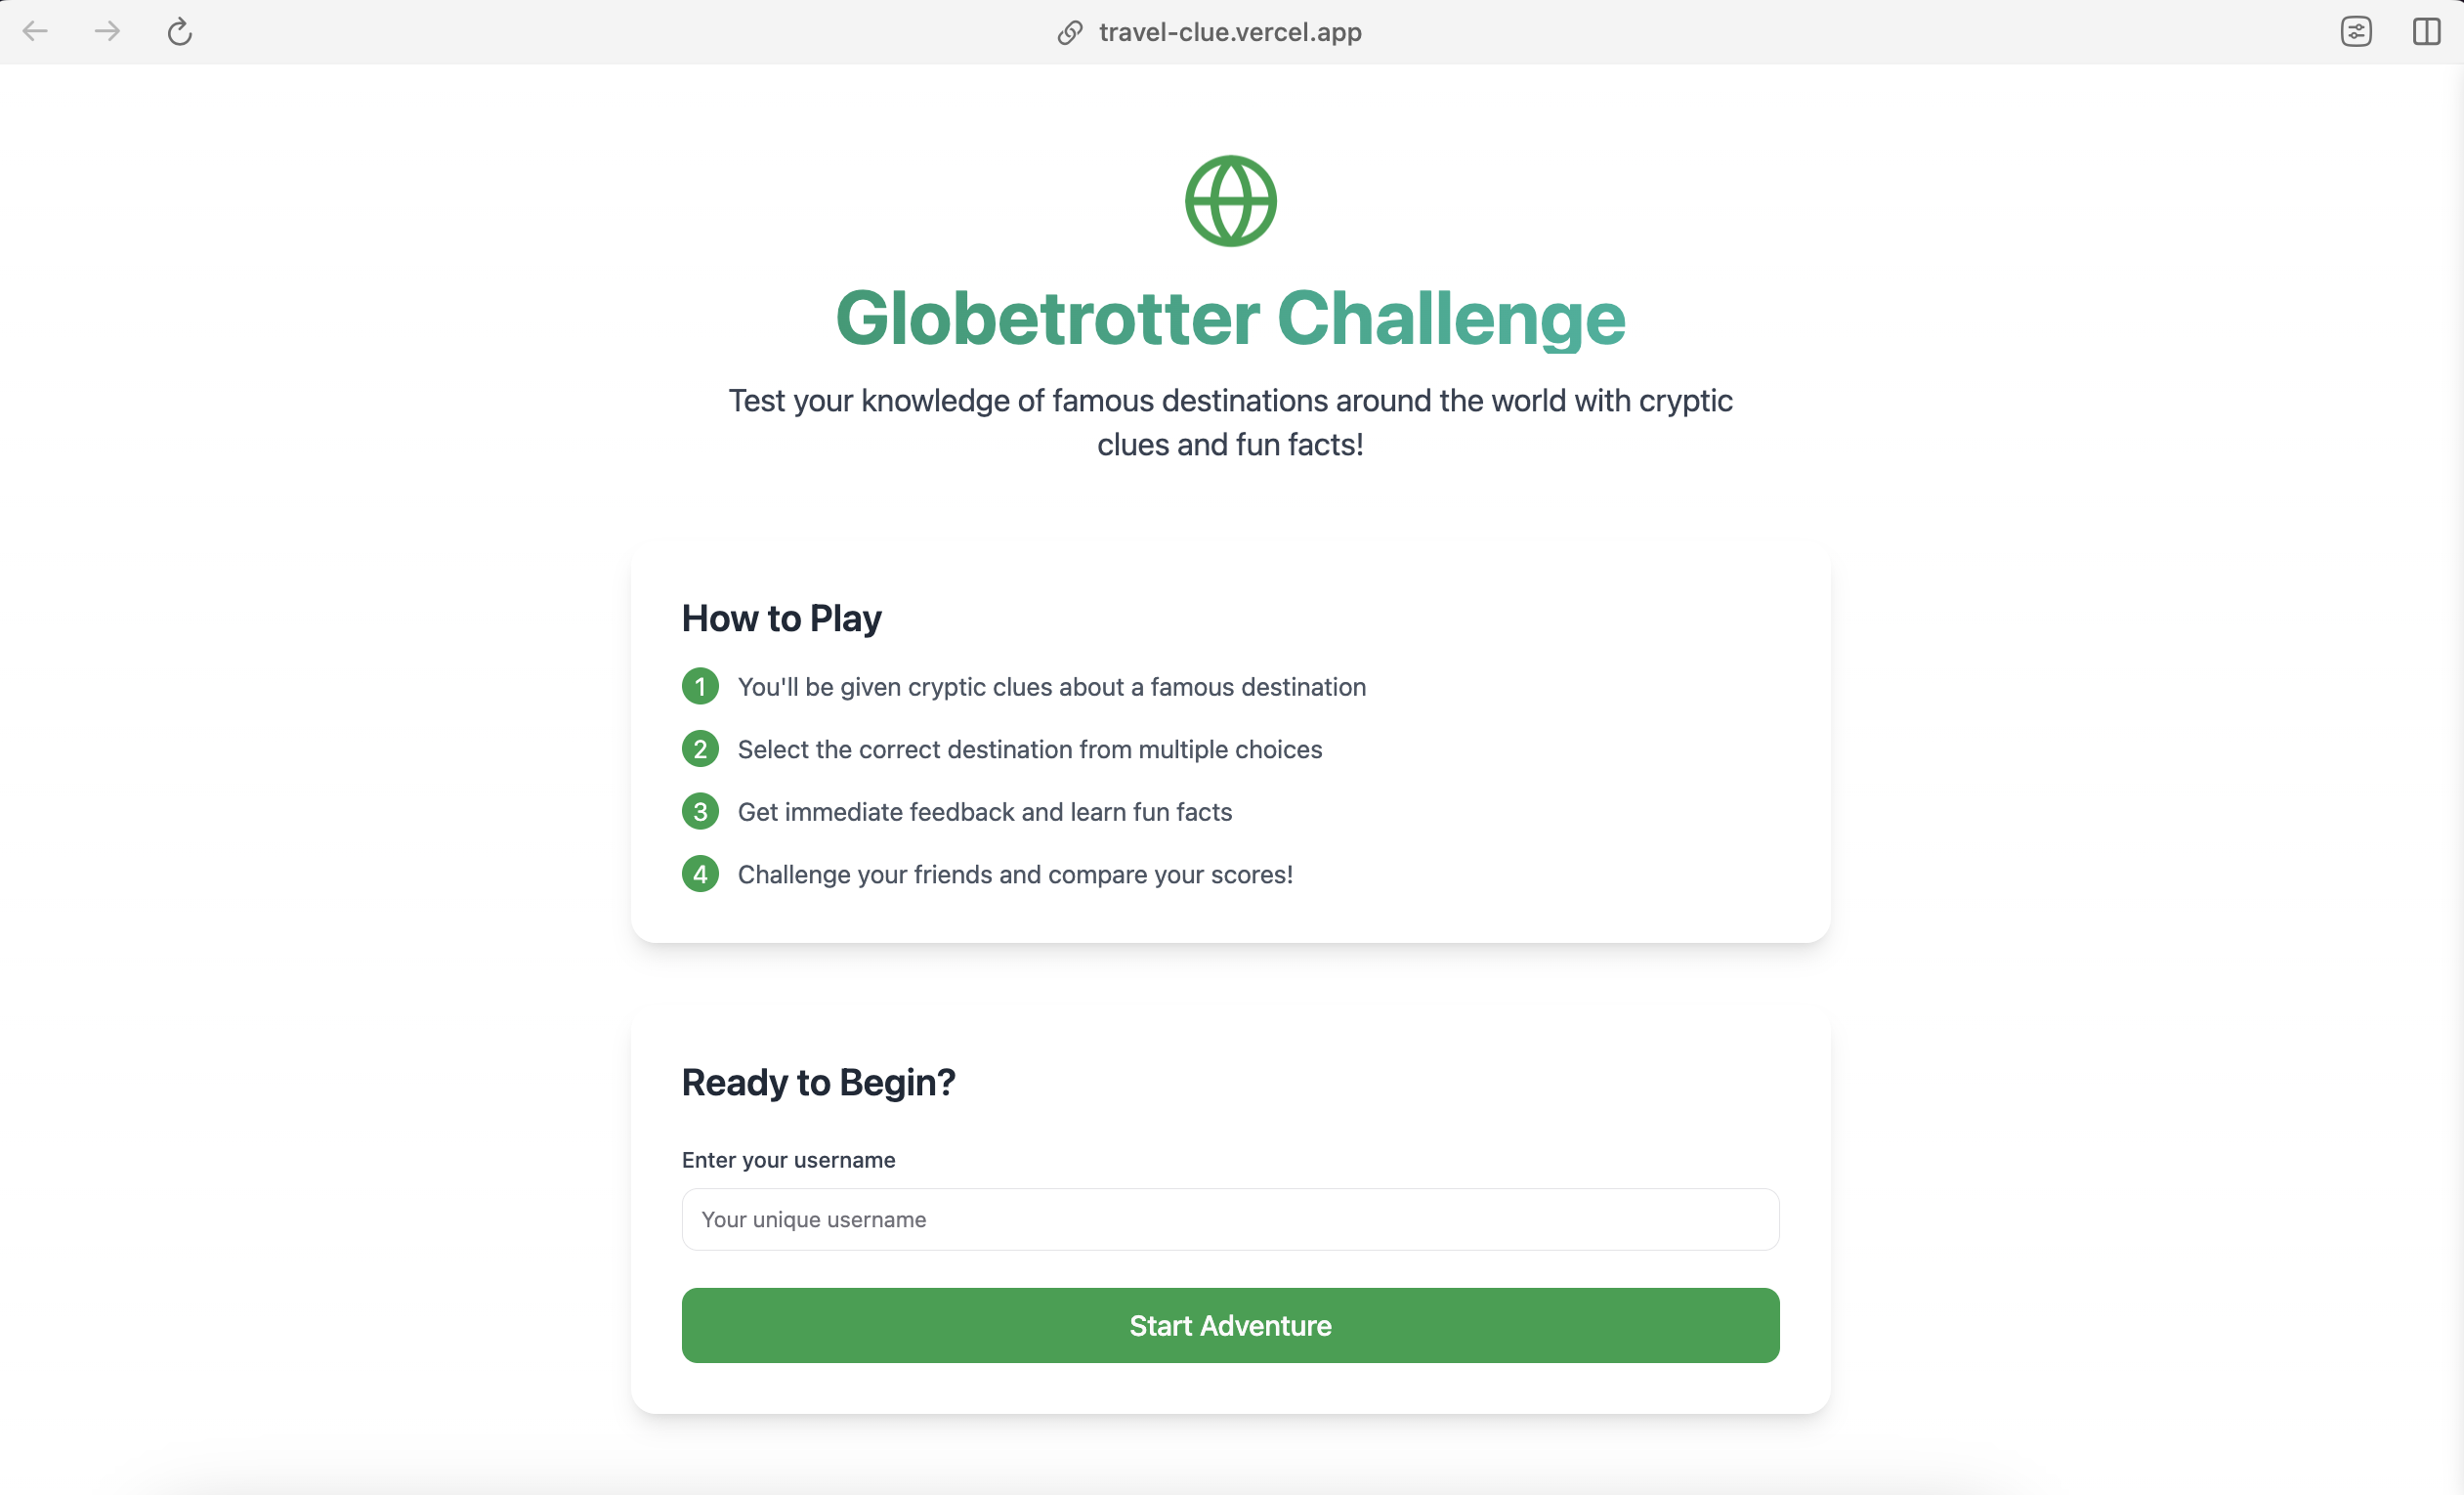 travel-clue.vercel.app
Globetrotter Challenge
Test your knowledge of famous destinations around the world with cryptic
clues and fun facts!
How to Play
1 You'll be given cryptic clues about a famous destination
2 Select the correct destination from multiple choices
3 Get immediate feedback and learn fun facts
4 Challenge your friends and compare your scores!
Ready to Begin?
Enter your username
Your unique username
Start Adventure